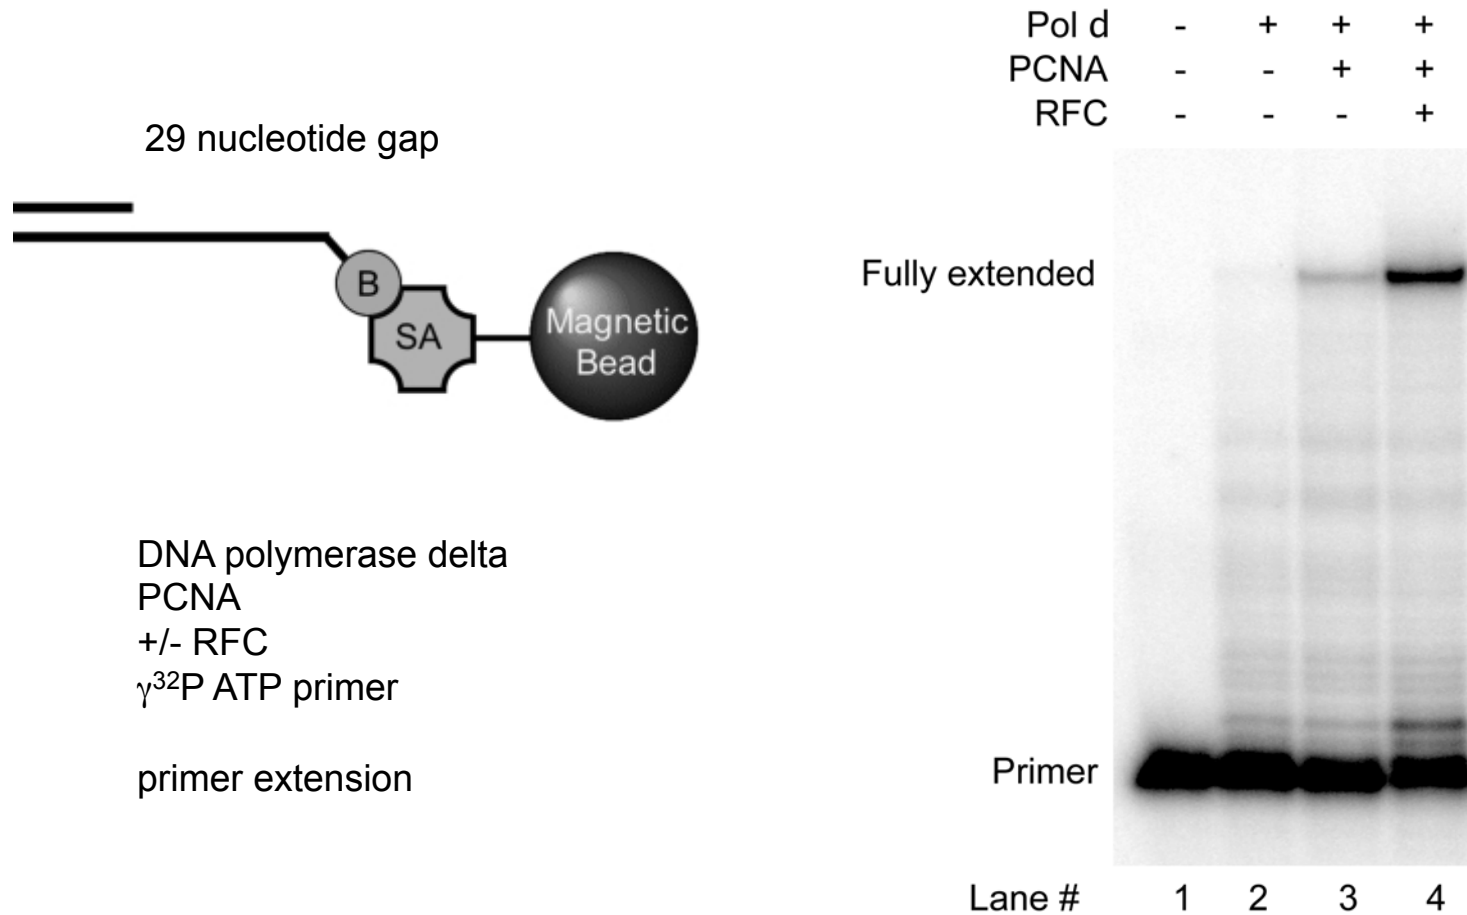 Pol d - + + +
PCNA - - + +
RFC - - - +
29 nucleotide gap
B
SA
Magnetic
Bead
Fully extended
DNA polymerase delta
PCNA
+/- RFC
γ³²P ATP primer
primer extension
Primer
Lane # 1 2 3 4